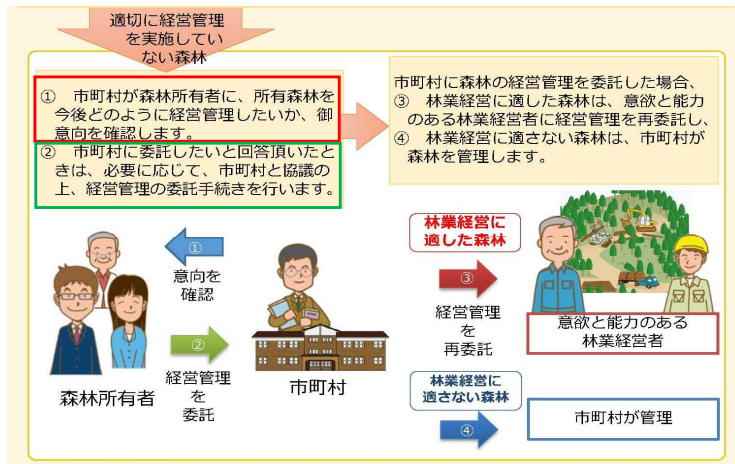 適切に経営管理
を実施してい
ない森林
① 市町村が森林所有者に、所有森林を
今後どのように経営管理したいか、御
意向を確認します。
② 市町村に委託したいと回答頂いたと
きは、必要に応じて、市町村と協議の
上、経営管理の委託手続きを行います。
市町村に森林の経営管理を委託した場合、
③ 林業経営に適した森林は、意欲と能力
のある林業経営者に経営管理を再委託し、
④ 林業経営に適さない森林は、市町村が
森林を管理します。
①
意向を
確認
②
経営管理
を
委託
森林所有者
市町村
林業経営に
適した森林
③
経営管理
を
再委託
意欲と能力のある
林業経営者
林業経営に
適さない森林
④
市町村が管理